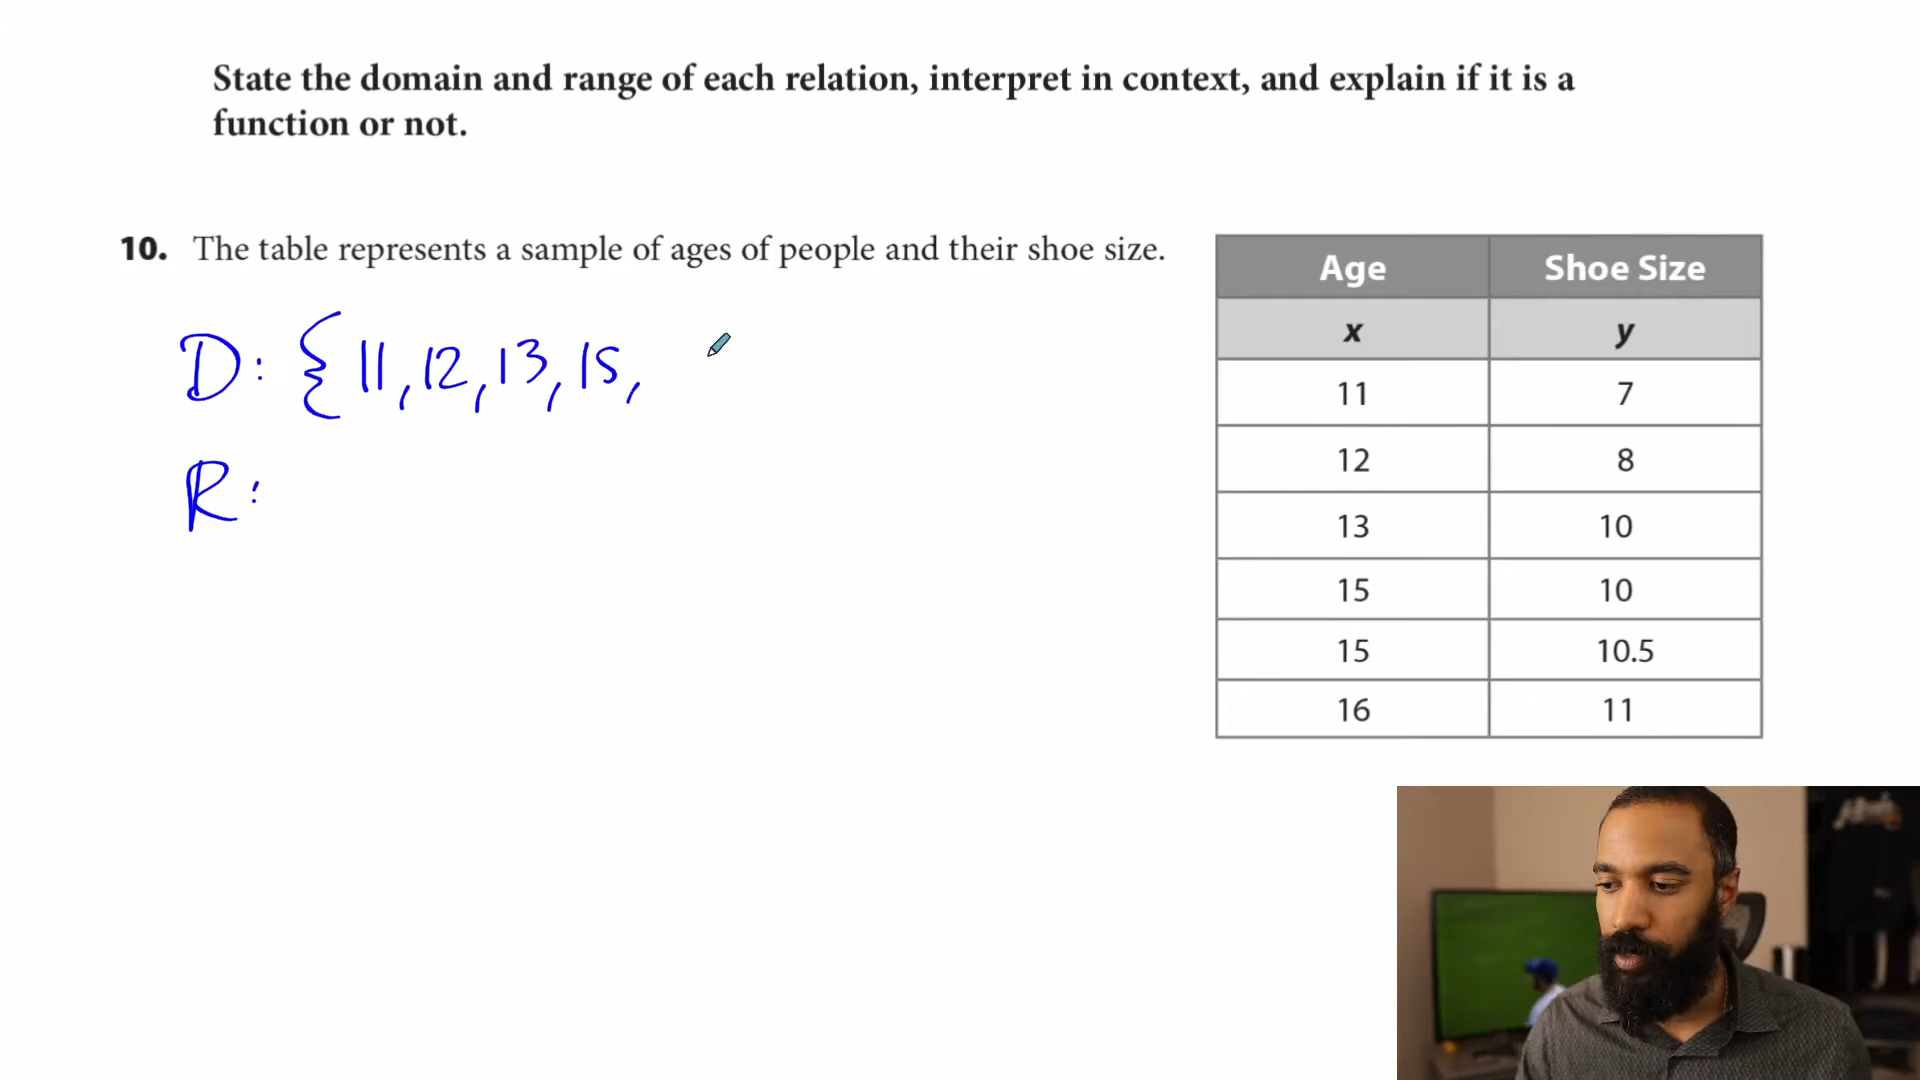 State the domain and range of each relation, interpret in context, and explain if it is a
function or not.
10. The table represents a sample of ages of people and their shoe size.
D: { 11, 12, 13, 15,
R:
Age Shoe Size
x y
11 7
12 8
13 10
15 10
15 10.5
16 11